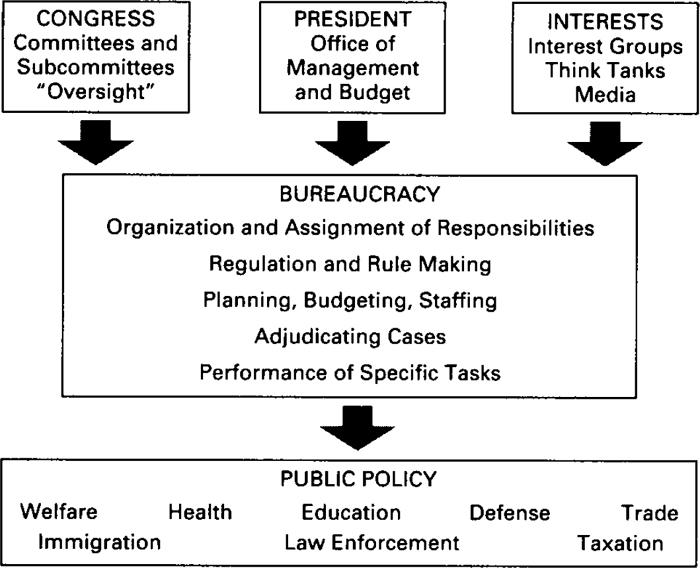 CONGRESS
Committees and
Subcommittees
“Oversight”
PRESIDENT
Office of
Management
and Budget
INTERESTS
Interest Groups
Think Tanks
Media
BUREAUCRACY
Organization and Assignment of Responsibilities
Regulation and Rule Making
Planning, Budgeting, Staffing
Adjudicating Cases
Performance of Specific Tasks
PUBLIC POLICY
Welfare Health Education Defense Trade
Immigration Law Enforcement Taxation